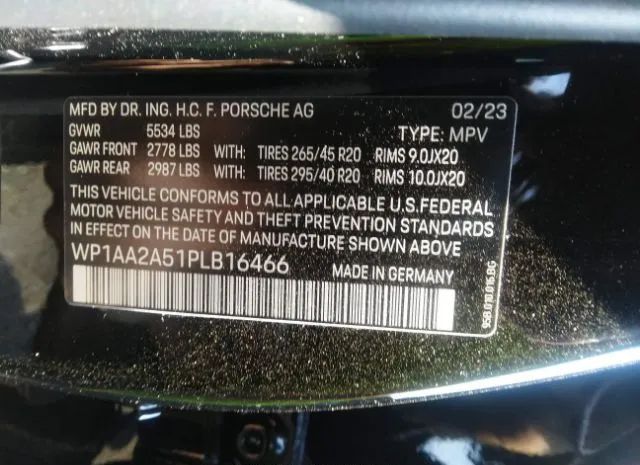 MFD BY DR. ING. H.C. F. PORSCHE AG 02/23
GVWR 5534 LBS TYPE: MPV
GAWR FRONT 2778 LBS WITH: TIRES 265/45 R20 RIMS 9.0JX20
GAWR REAR 2987 LBS WITH: TIRES 295/40 R20 RIMS 10.0JX20
THIS VEHICLE CONFORMS TO ALL APPLICABLE U.S.FEDERAL
MOTOR VEHICLE SAFETY AND THEFT PREVENTION STANDARDS
IN EFFECT ON THE DATE OF MANUFACTURE SHOWN ABOVE
WP1AA2A51PLB16466
MADE IN GERMANY